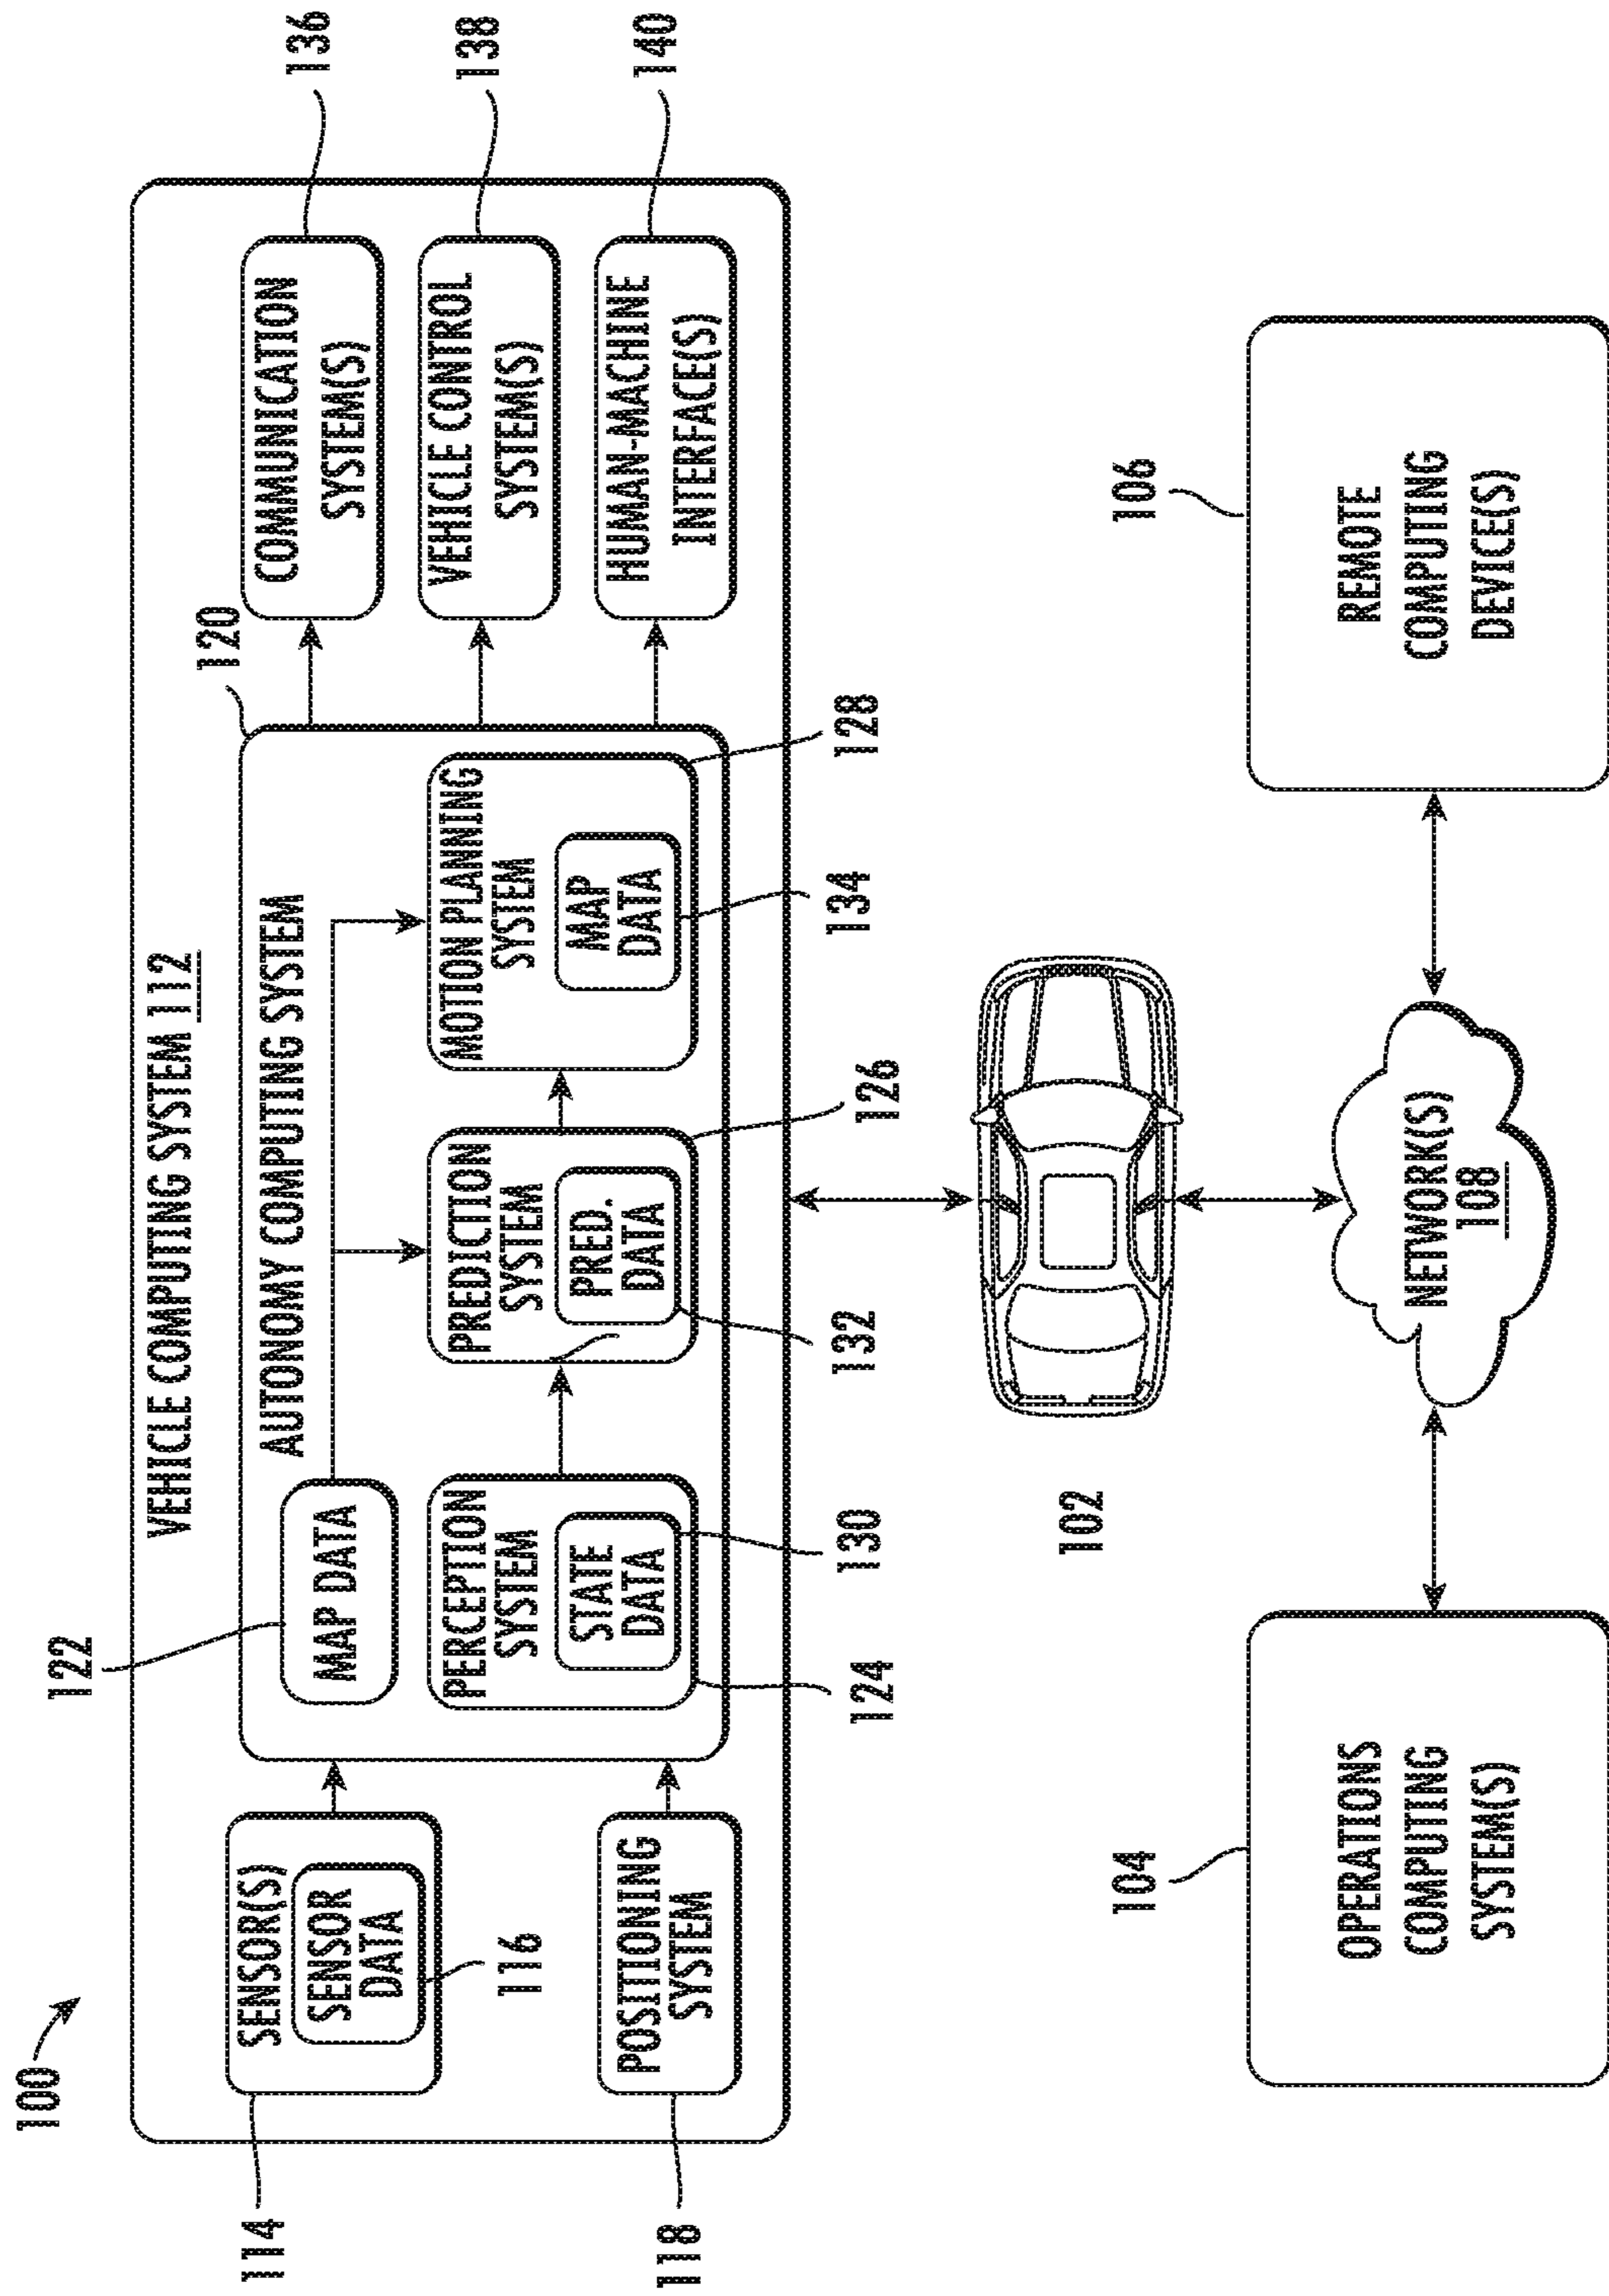 100
VEHICLE COMPUTING SYSTEM 112
114
SENSOR(S)
SENSOR
DATA
116
118
POSITIONING
SYSTEM
120
AUTONOMY COMPUTING SYSTEM
122
MAP DATA
PERCEPTION
SYSTEM
STATE
DATA
124
130
PREDICTION
SYSTEM
PRED.
DATA
132
126
MOTION PLANNING
SYSTEM
MAP
DATA
134
128
COMMUNICATION
SYSTEM(S)
136
VEHICLE CONTROL
SYSTEM(S)
138
HUMAN-MACHINE
INTERFACE(S)
140
102
104
OPERATIONS
COMPUTING
SYSTEM(S)
NETWORK(S)
108
106
REMOTE
COMPUTING
DEVICE(S)